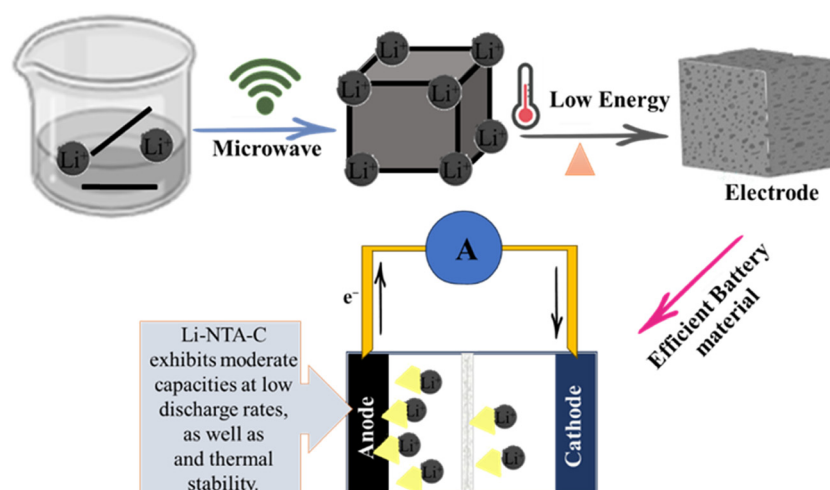 Li⁺
Li⁺
Microwave
Li⁺
Li⁺
Li⁺
Li⁺
Li⁺
Li⁺
Li⁺
Low Energy
Electrode
Efficient Battery
material
A
e⁻
Li-NTA-C
exhibits moderate
capacities at low
discharge rates,
as well as
and thermal
stability.
Anode
Li⁺
Li⁺
Li⁺
Li⁺
Li⁺
Li⁺
Cathode